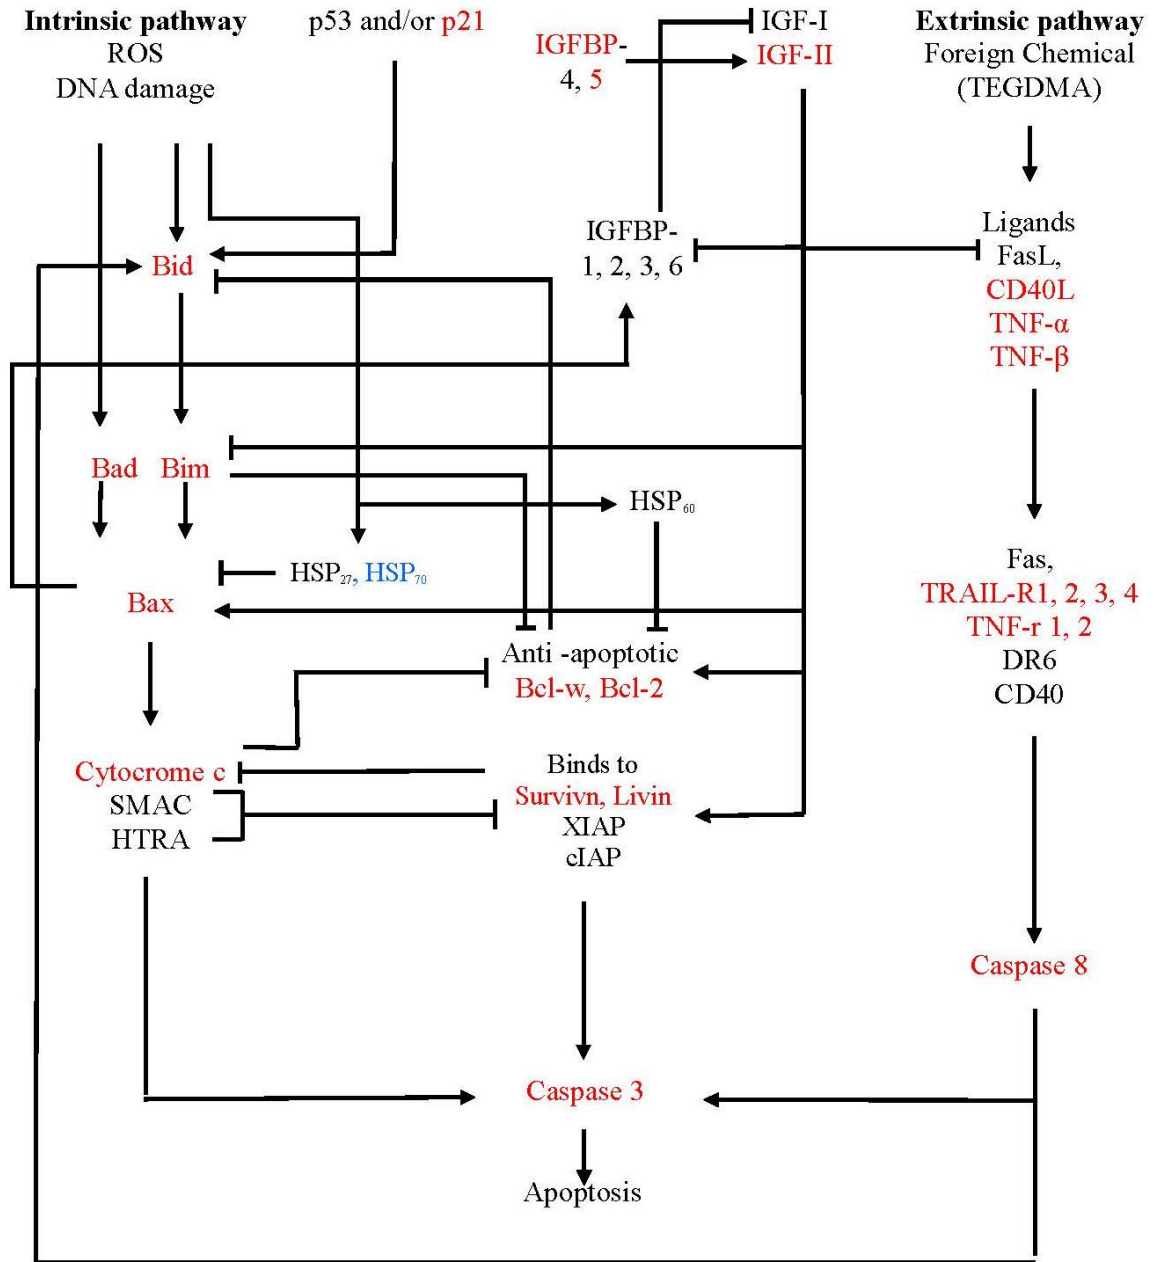 Intrinsic pathway
ROS
DNA damage
p53 and/or p21
IGFBP-
4, 5
IGF-I
IGF-II
Extrinsic pathway
Foreign Chemical
(TEGDMA)
Bid
IGFBP-
1, 2, 3, 6
Ligands
FasL,
CD40L
TNF-α
TNF-β
Bad Bim
HSP60
HSP27, HSP70
Bax
Fas,
TRAIL-R1, 2, 3, 4
TNF-r 1, 2
DR6
CD40
Anti -apoptotic
Bcl-w, Bcl-2
Cytocrome c
SMAC
HTRA
Binds to
Survivn, Livin
XIAP
cIAP
Caspase 8
Caspase 3
Apoptosis